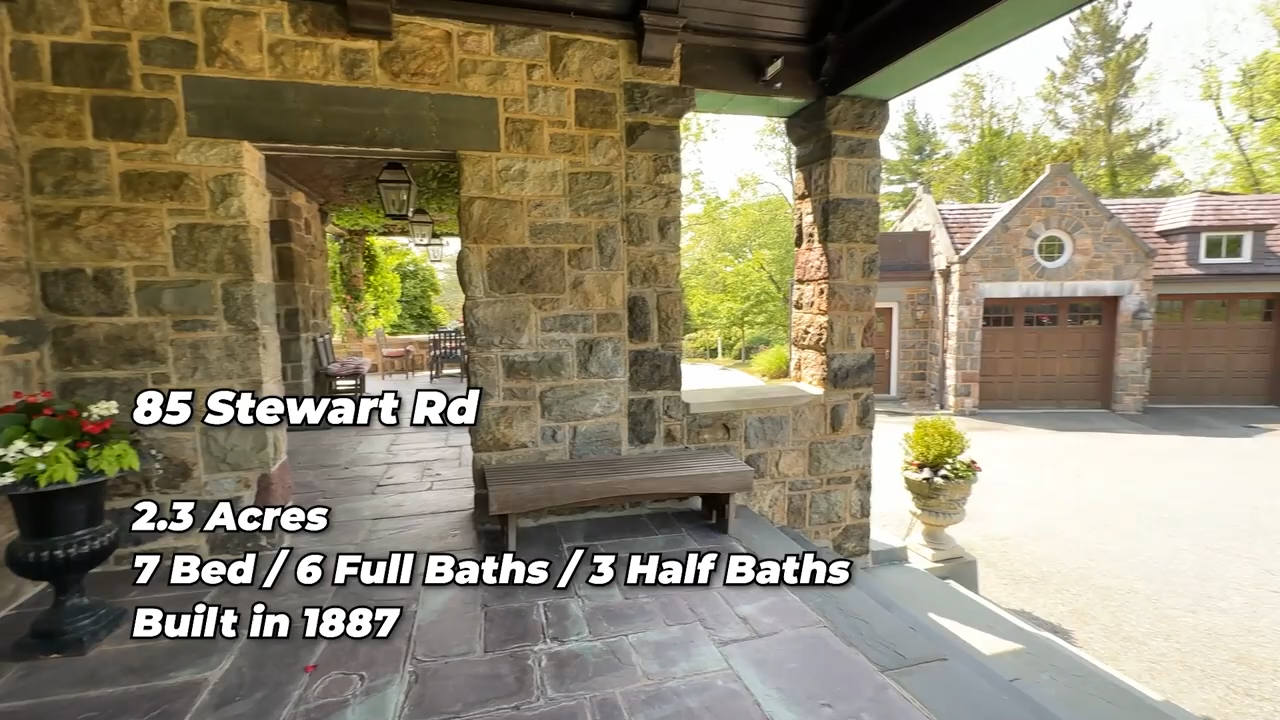 85 Stewart Rd
2.3 Acres
7 Bed / 6 Full Baths / 3 Half Baths
Built in 1887